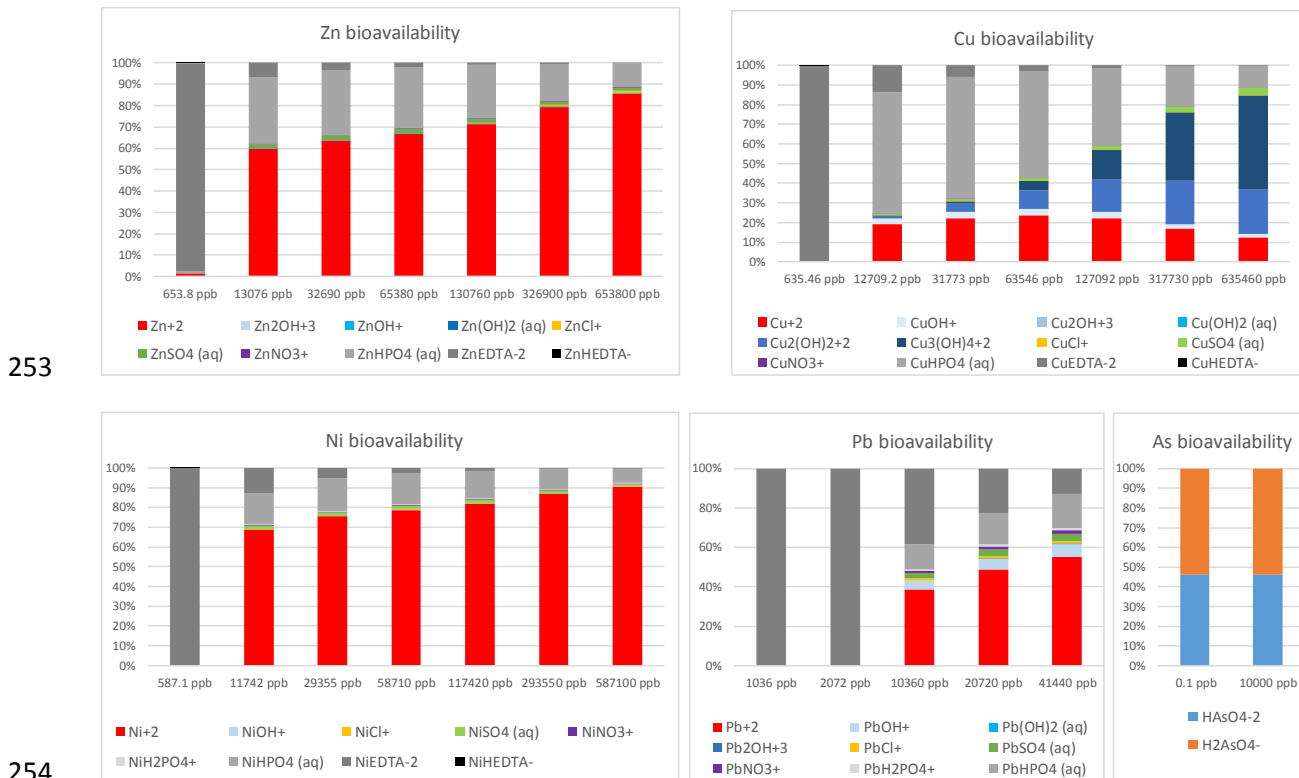 Zn bioavailability
100%
90%
80%
70%
60%
50%
40%
30%
20%
10%
0%
653.8 ppb 13076 ppb 32690 ppb 65380 ppb 130760 ppb 326900 ppb 653800 ppb
Zn+2 Zn2OH+3 ZnOH+ Zn(OH)2 (aq) ZnCl+
ZnSO4 (aq) ZnNO3+ ZnHPO4 (aq) ZnEDTA-2 ZnHEDTA-
Cu bioavailability
100%
90%
80%
70%
60%
50%
40%
30%
20%
10%
0%
635.46 ppb 12709.2 ppb 31773 ppb 63546 ppb 127092 ppb 317730 ppb 635460 ppb
Cu+2 CuOH+ Cu2OH+3 Cu(OH)2 (aq)
Cu2(OH)2+2 Cu3(OH)4+2 CuCl+ CuSO4 (aq)
CuNO3+ CuHPO4 (aq) CuEDTA-2 CuHEDTA-
253
Ni bioavailability
100%
90%
80%
70%
60%
50%
40%
30%
20%
10%
0%
587.1 ppb 11742 ppb 29355 ppb 58710 ppb 117420 ppb 293550 ppb 587100 ppb
Ni+2 NiOH+ NiCl+ NiSO4 (aq) NiNO3+
NiH2PO4+ NiHPO4 (aq) NiEDTA-2 NiHEDTA-
Pb bioavailability
100%
80%
60%
40%
20%
0%
1036 ppb 2072 ppb 10360 ppb 20720 ppb 41440 ppb
Pb+2 PbOH+ Pb(OH)2 (aq)
Pb2OH+3 PbCl+ PbSO4 (aq)
PbNO3+ PbH2PO4+ PbHPO4 (aq)
As bioavailability
100%
90%
80%
70%
60%
50%
40%
30%
20%
10%
0%
0.1 ppb 10000 ppb
HAsO4-2
H2AsO4-
254